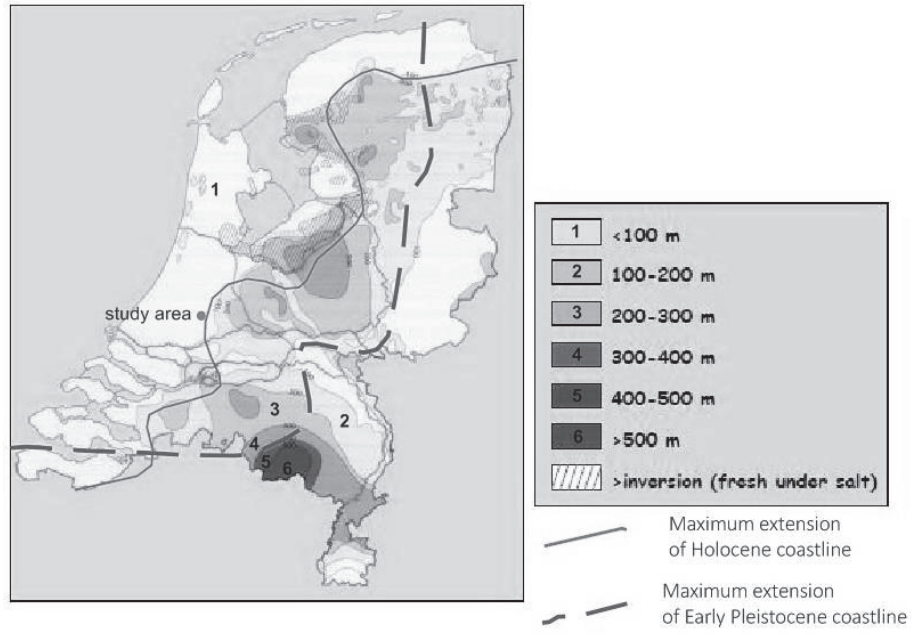 1
study area
3
2
4
5
6
1 <100 m
2 100-200 m
3 200-300 m
4 300-400 m
5 400-500 m
6 >500 m
>inversion (fresh under salt)
Maximum extension
of Holocene coastline
Maximum extension
of Early Pleistocene coastline